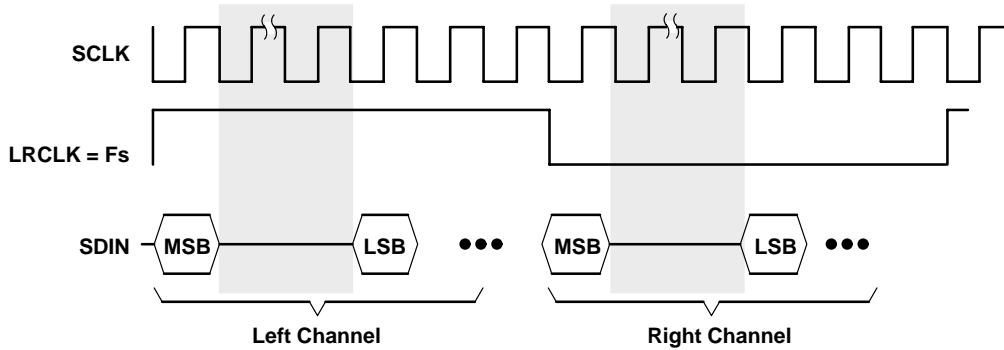 SCLK
LRCLK = Fs
SDIN
MSB
LSB
•••
MSB
LSB
•••
Left Channel
Right Channel